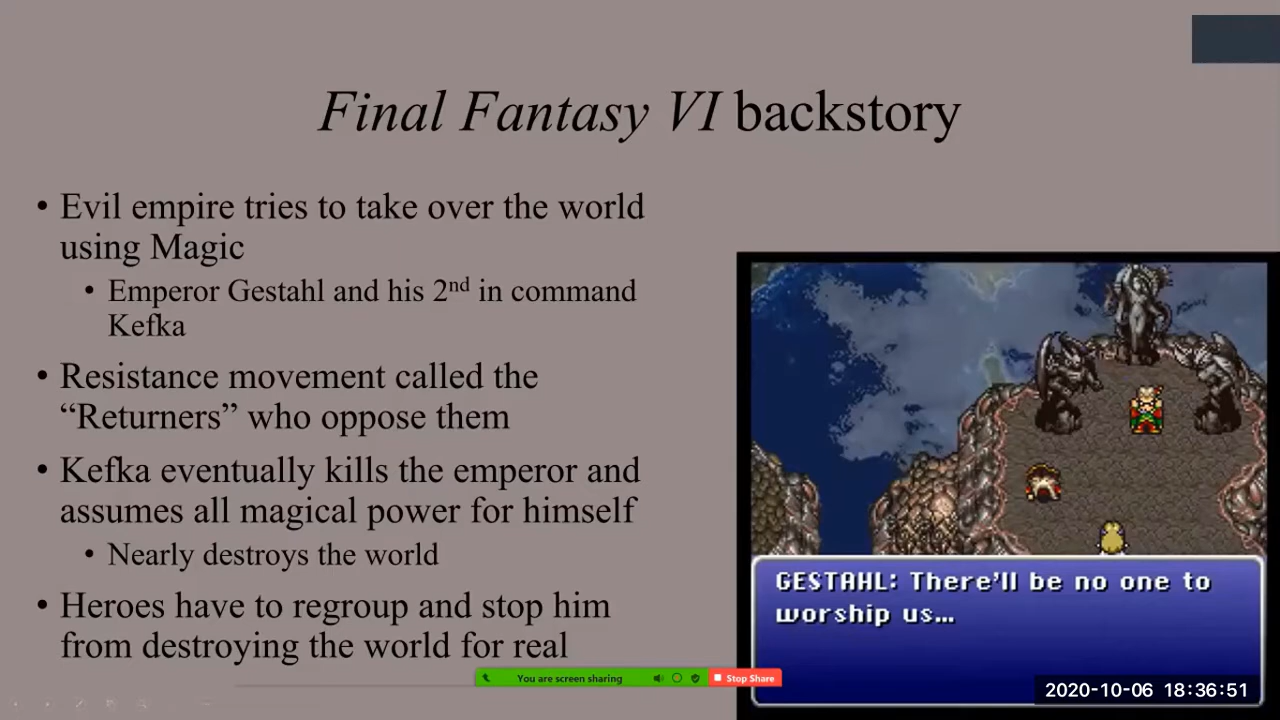 Final Fantasy VI backstory
• Evil empire tries to take over the world
using Magic
• Emperor Gestahl and his 2nd in command
Kefka
• Resistance movement called the
“Returners” who oppose them
• Kefka eventually kills the emperor and
assumes all magical power for himself
• Nearly destroys the world
• Heroes have to regroup and stop him
from destroying the world for real
GESTAHL: There'll be no one to
worship us...
You are screen sharing
Stop Share
2020-10-06 18:36:51